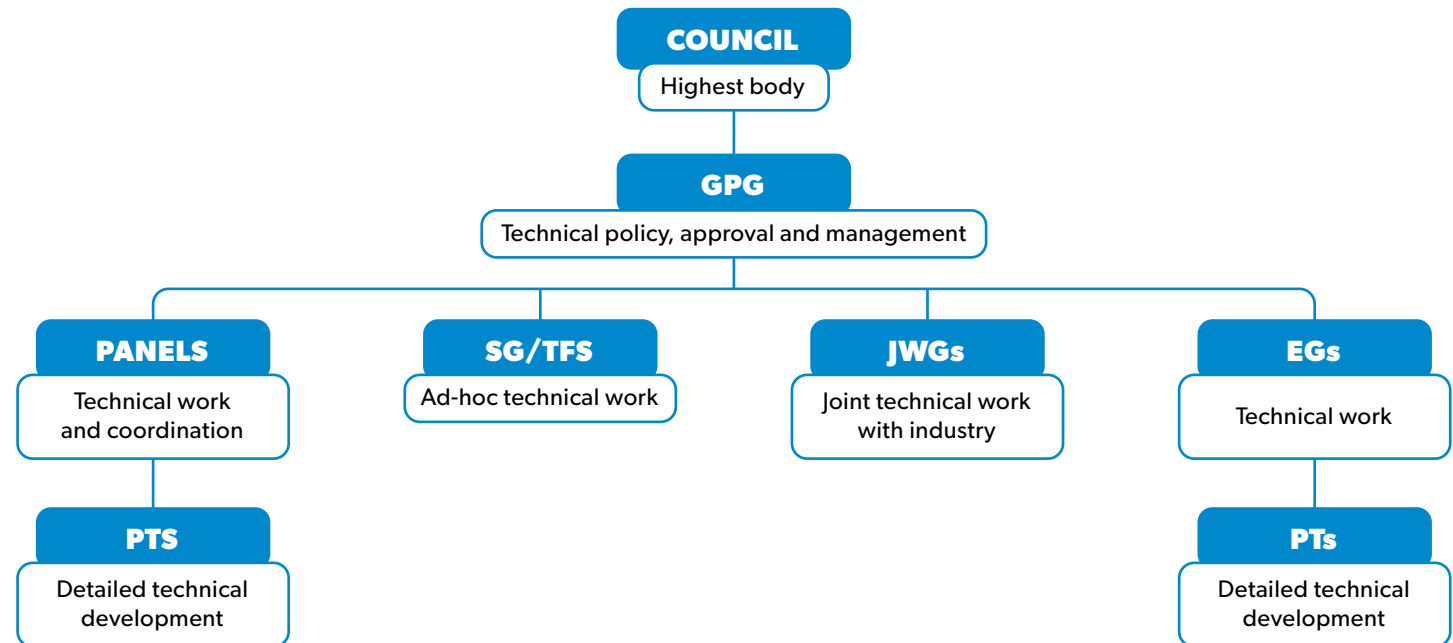 COUNCIL
Highest body
GPG
Technical policy, approval and management
PANELS
Technical work
and coordination
SG/TFS
Ad-hoc technical work
JWGs
Joint technical work
with industry
EGs
Technical work
PTS
Detailed technical
development
PTs
Detailed technical
development